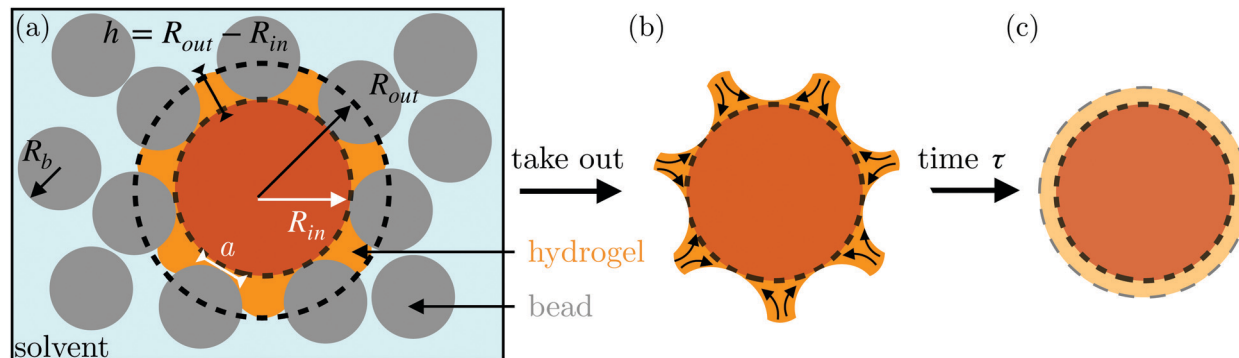 (a)
h = R_out − R_in
R_out
R_b
R_in
a
solvent
take out
hydrogel
bead
(b)
time τ
(c)